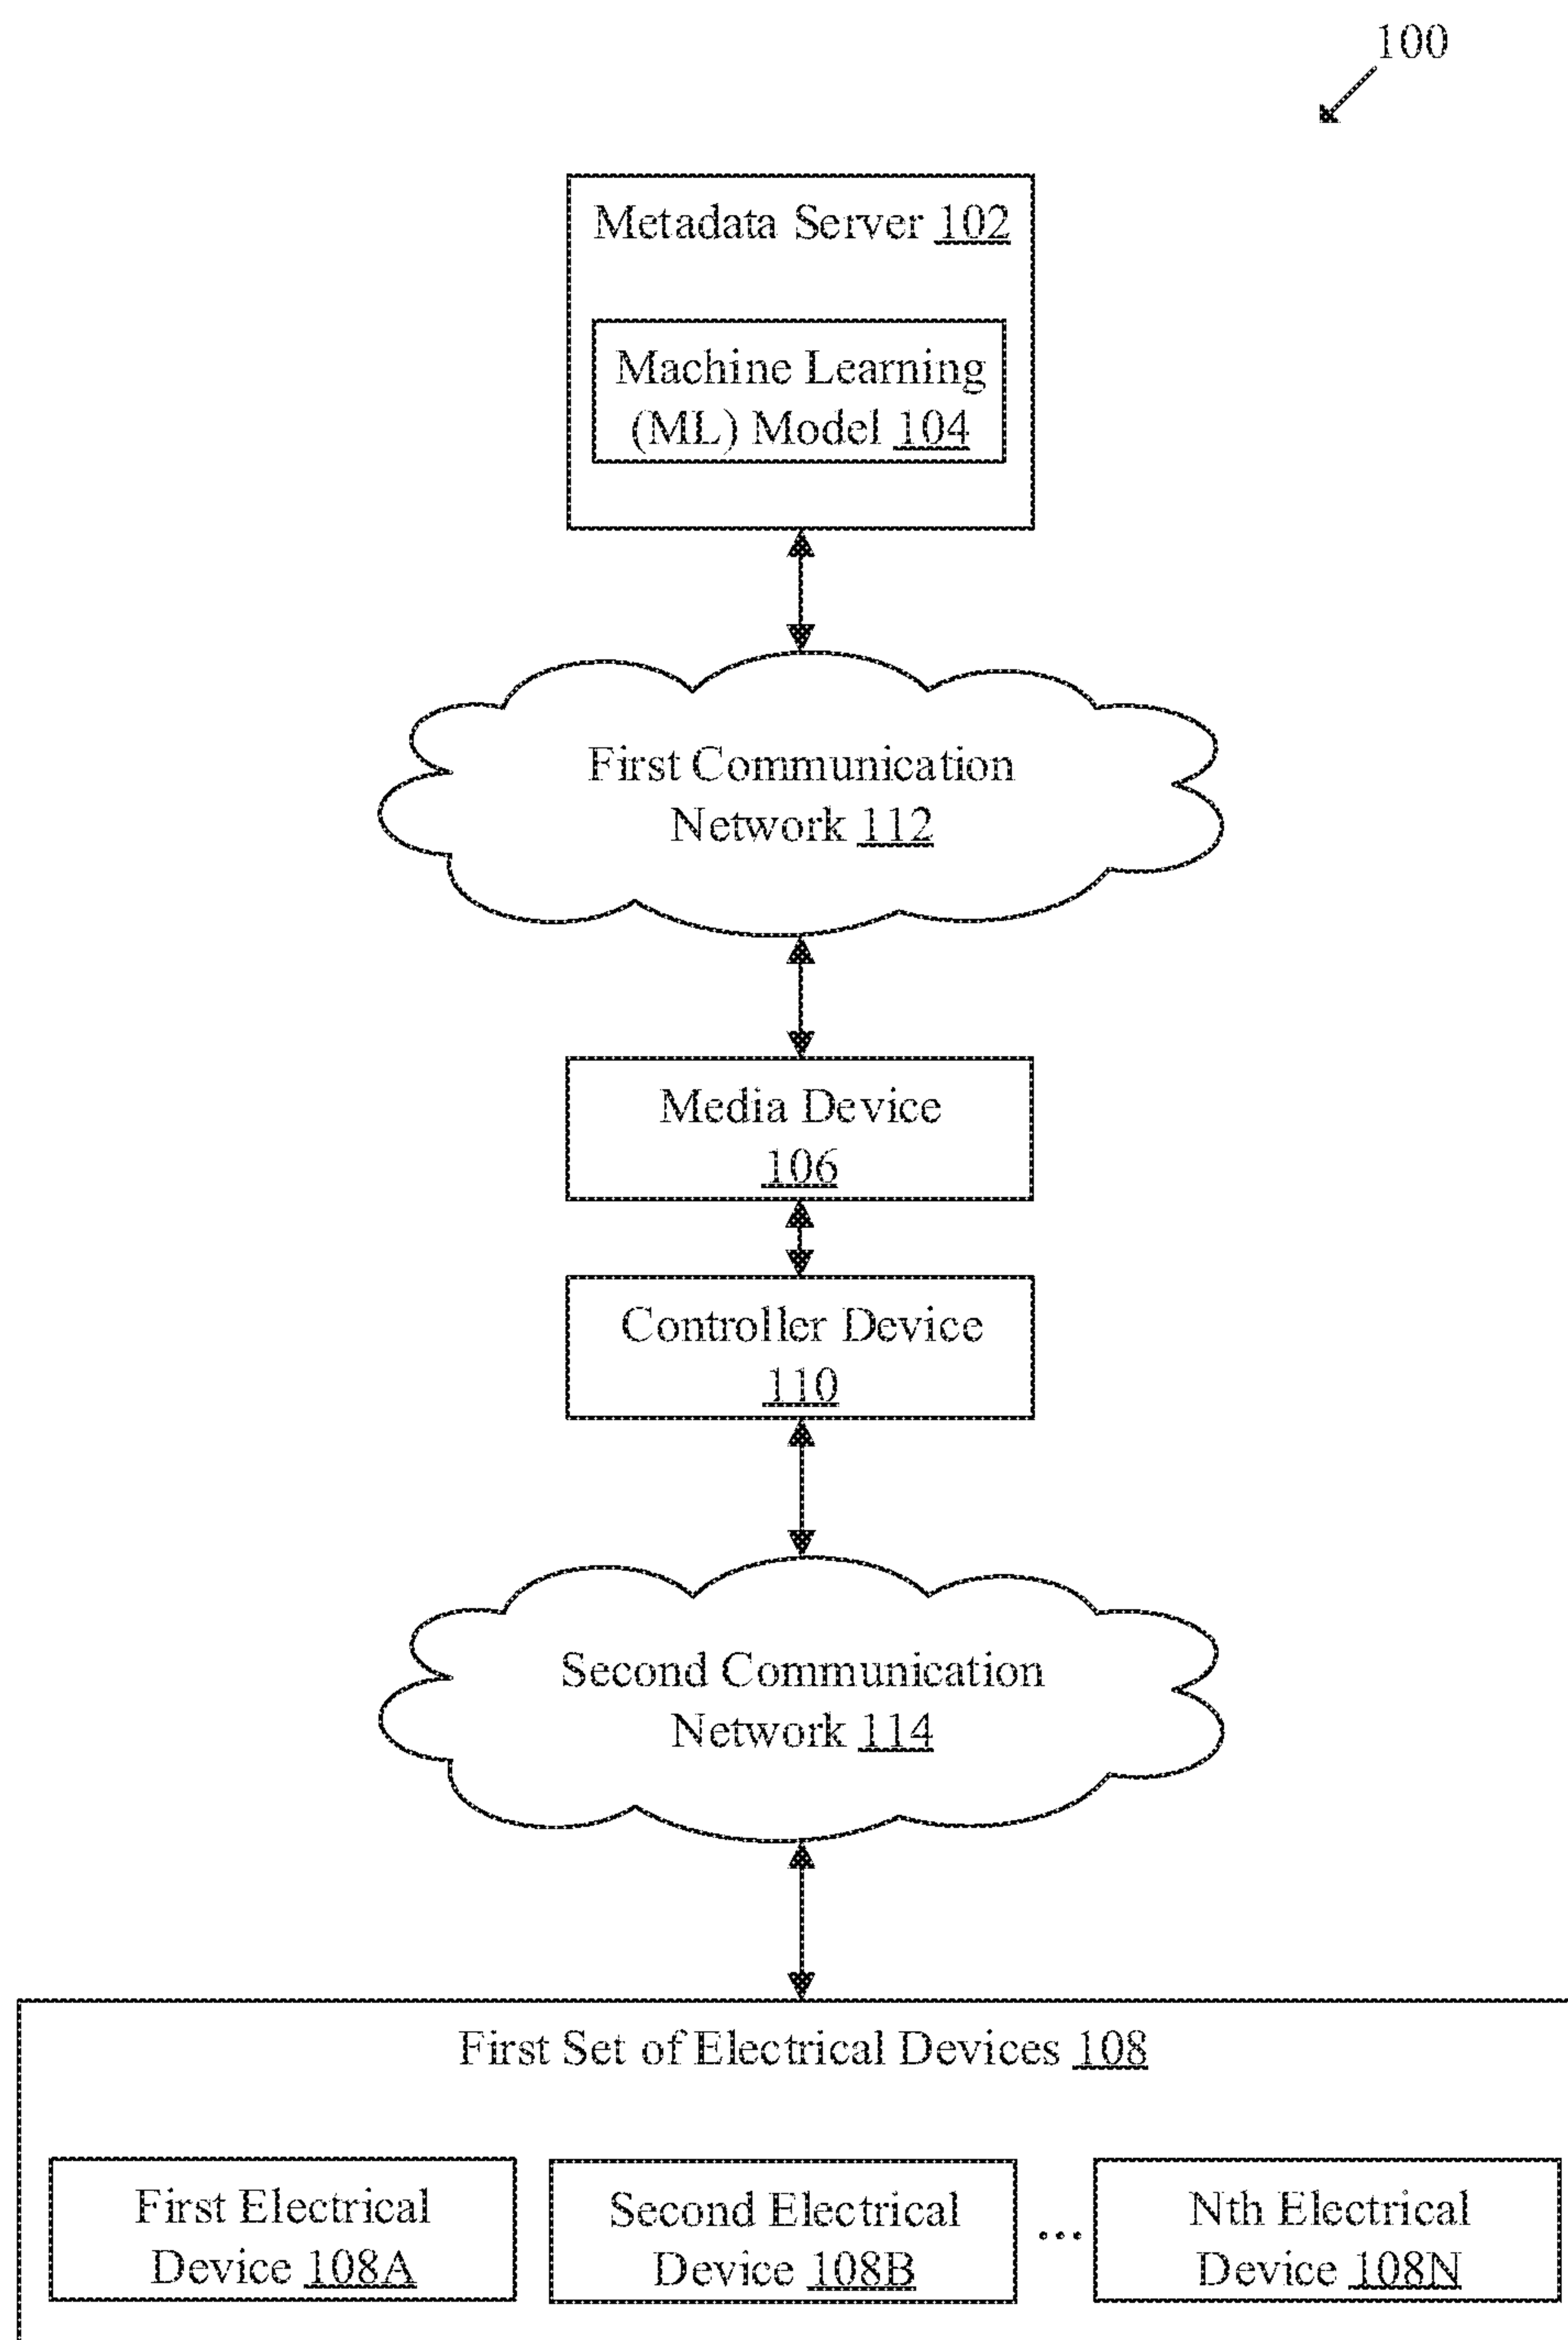 100
Metadata Server 102
Machine Learning
(ML) Model 104
First Communication
Network 112
Media Device
106
Controller Device
110
Second Communication
Network 114
First Set of Electrical Devices 108
First Electrical
Device 108A
Second Electrical
Device 108B
...
Nth Electrical
Device 108N